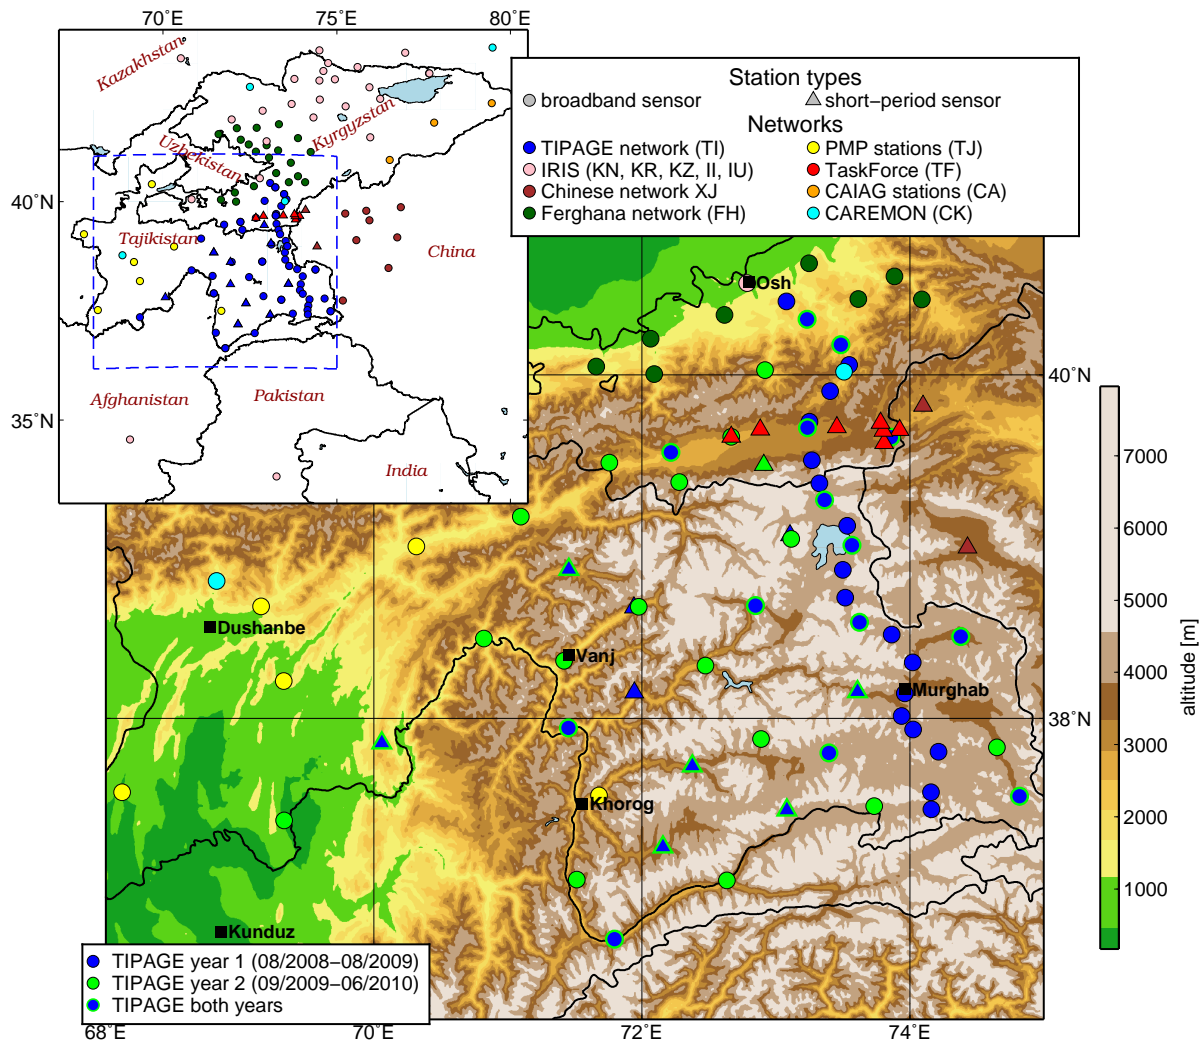 70˚E 75˚E 80˚E
Kazakhstan
Kyrgyzstan
Uzbekistan
40˚N
Tajikistan
China
Afghanistan
Pakistan
35˚N
India
Station types
broadband sensor short−period sensor
Networks
TIPAGE network (TI) PMP stations (TJ)
IRIS (KN, KR, KZ, II, IU) TaskForce (TF)
Chinese network XJ CAIAG stations (CA)
Ferghana network (FH) CAREMON (CK)
Osh
40˚N
Dushanbe
Vanj
Murghab
38˚N
Khorog
Kunduz
7000
6000
5000
4000
3000
2000
1000
altitude [m]
TIPAGE year 1 (08/2008−08/2009)
TIPAGE year 2 (09/2009−06/2010)
TIPAGE both years
68˚E 70˚E 72˚E 74˚E